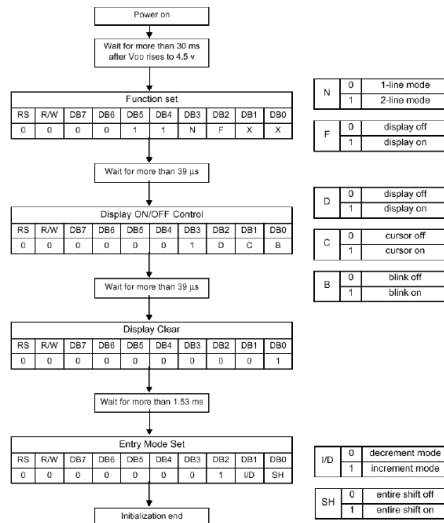 Power on
Wait for more than 30 ms
after VDD rises to 4.5 v
Function set
RS R/W DB7 DB6 DB5 DB4 DB3 DB2 DB1 DB0
0 0 0 0 1 1 N F X X
Wait for more than 39 μs
Display ON/OFF Control
RS R/W DB7 DB6 DB5 DB4 DB3 DB2 DB1 DB0
0 0 0 0 0 0 1 D C B
Wait for more than 39 μs
Display Clear
RS R/W DB7 DB6 DB5 DB4 DB3 DB2 DB1 DB0
0 0 0 0 0 0 0 0 0 1
Wait for more than 1.53 ms
Entry Mode Set
RS R/W DB7 DB6 DB5 DB4 DB3 DB2 DB1 DB0
0 0 0 0 0 0 0 1 I/D SH
Initialization end
N 0 1-line mode
1 2-line mode
F 0 display off
1 display on
D 0 display off
1 display on
C 0 cursor off
1 cursor on
B 0 blink off
1 blink on
I/D 0 decrement mode
1 increment mode
SH 0 entire shift off
1 entire shift on